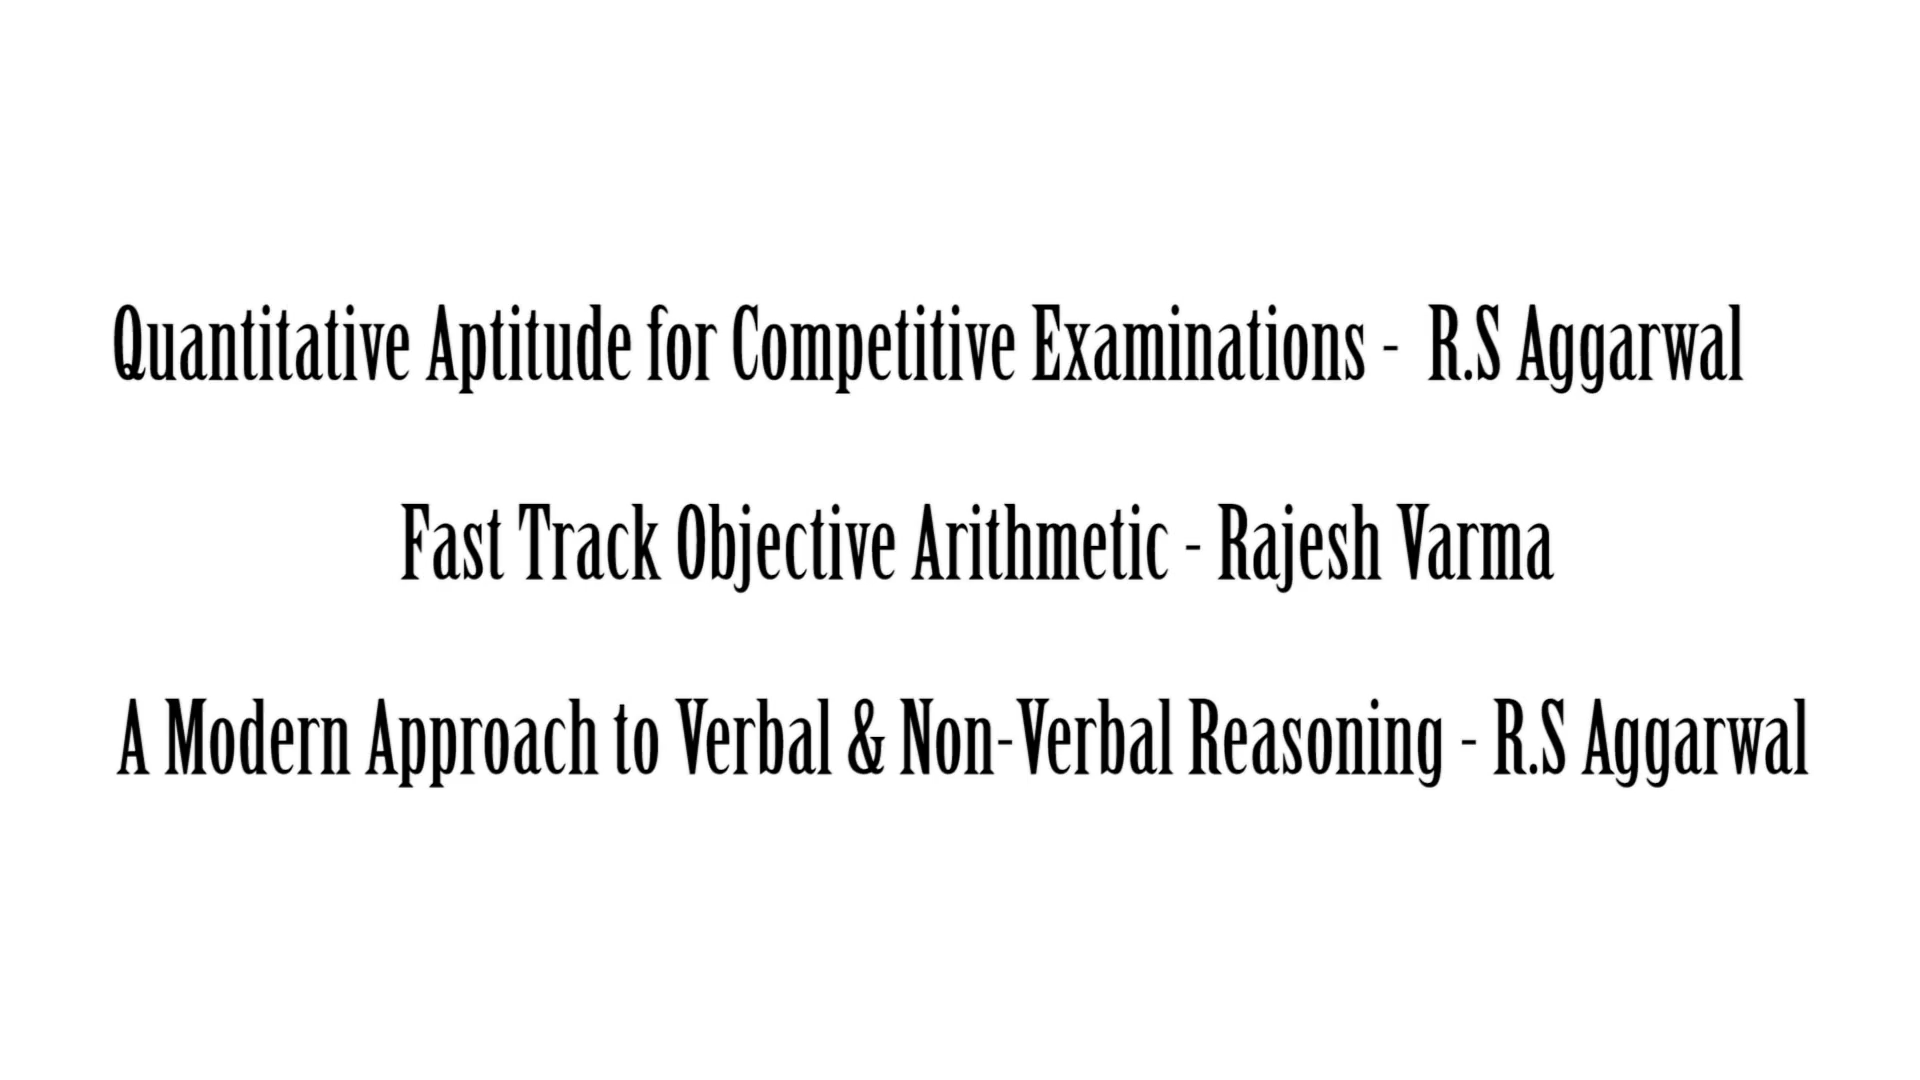 Quantitative Aptitude for Competitive Examinations - R.S Aggarwal
Fast Track Objective Arithmetic - Rajesh Varma
A Modern Approach to Verbal & Non-Verbal Reasoning - R.S Aggarwal